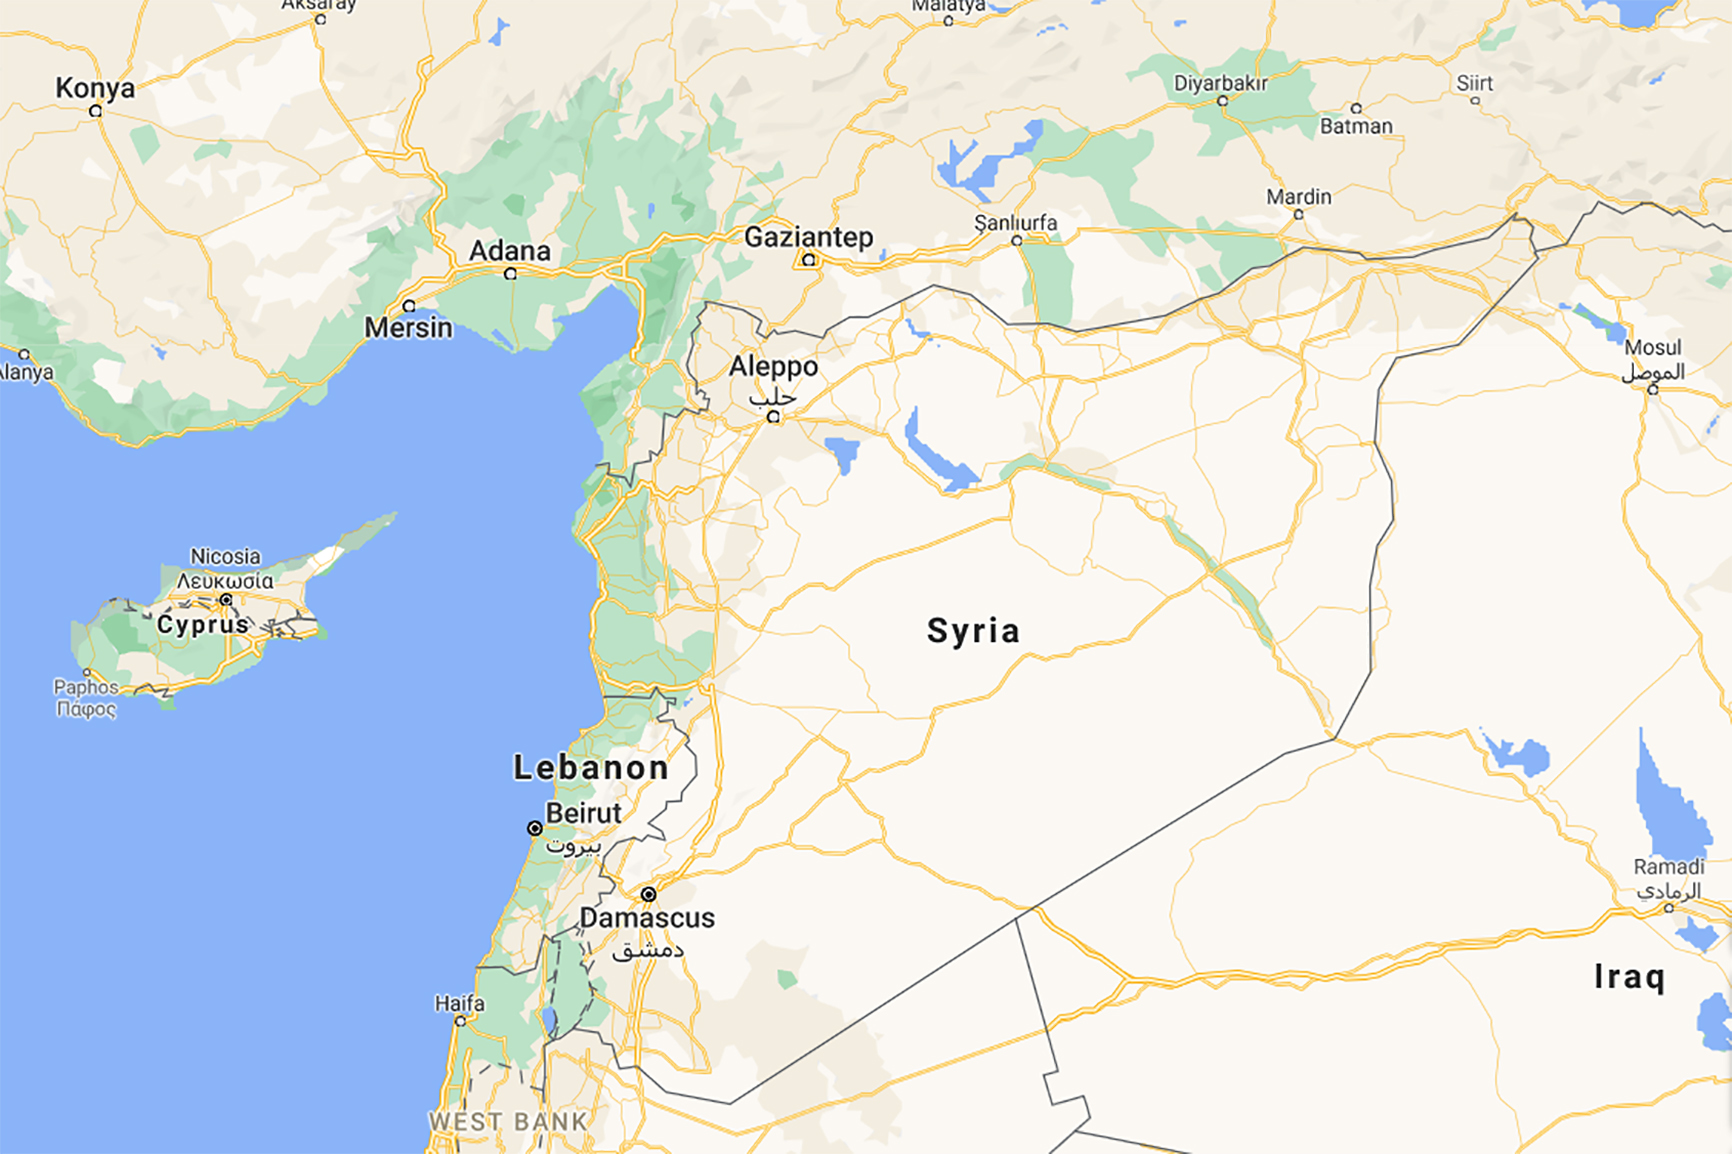 Aksaray
Malatya
Konya
Diyarbakır
Siirt
Batman
Mardin
Şanlıurfa
Gaziantep
Adana
Mersin
Alanya
Aleppo
حلب
Mosul
الموصل
Nicosia
Λευκωσία
Cyprus
Paphos
Πάφος
Syria
Lebanon
Beirut
بيروت
Ramadi
الرمادي
Damascus
دمشق
Iraq
Haifa
WEST BANK